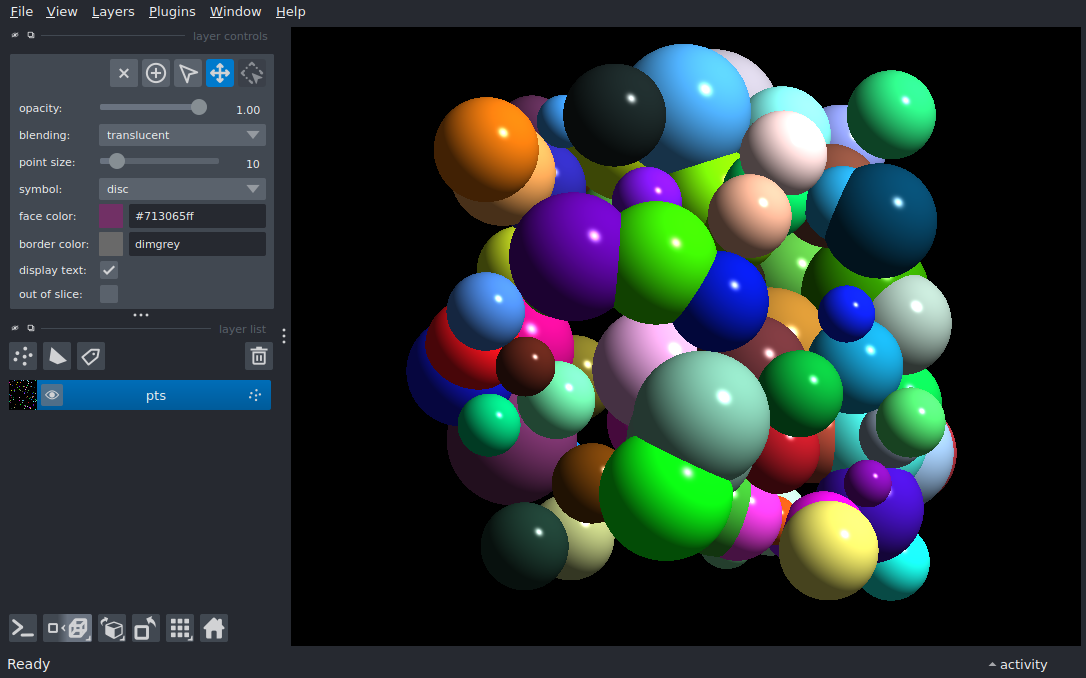 File View Layers Plugins Window Help
layer controls
opacity: 1.00
blending: translucent
point size: 10
symbol: disc
face color: #713065ff
border color: dimgrey
display text:
out of slice:
layer list
pts
Ready activity